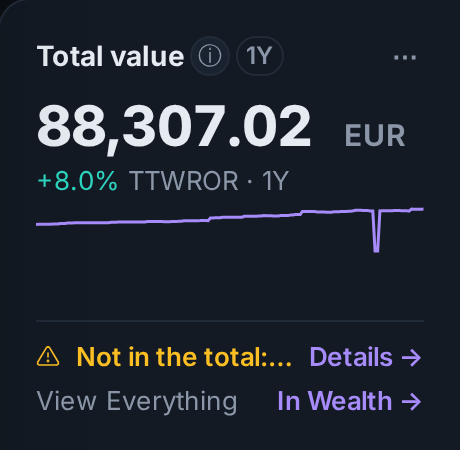 Total value ⓘ 1Y ...
88,307.02 EUR
+8.0% TTWROR · 1Y
Not in the total:... Details →
View Everything In Wealth →